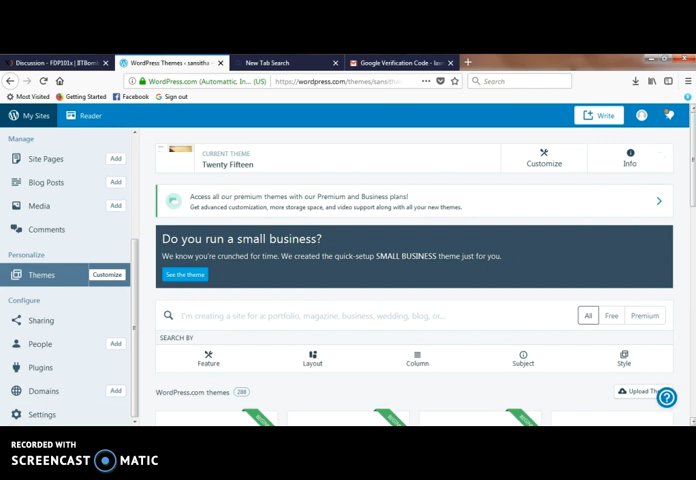 Discussion - FDP101x | IITBomb
WordPress Themes ‹ sansitha
New Tab Search
Google Verification Code -
WordPress.com (Automattic, In... (US)
https://wordpress.com/themes/sansitha
Search
Most Visited
Getting Started
Facebook
Sign out
My Sites
Reader
Write
Manage
Site Pages
Add
Blog Posts
Add
Media
Add
Comments
Personalize
Themes
Customize
Configure
Sharing
People
Add
Plugins
Domains
Add
Settings
CURRENT THEME
Twenty Fifteen
Customize
Info
Access all our premium themes with our Premium and Business plans!
Get advanced customization, more storage space, and video support along with all your new themes.
Do you run a small business?
We know you're crunched for time. We created the quick-setup SMALL BUSINESS theme just for you.
See the theme
I'm creating a site for a: portfolio, magazine, business, wedding, blog, or...
All
Free
Premium
SEARCH BY
Feature
Layout
Column
Subject
Style
WordPress.com themes
288
Upload The
RECORDED WITH
SCREENCAST MATIC